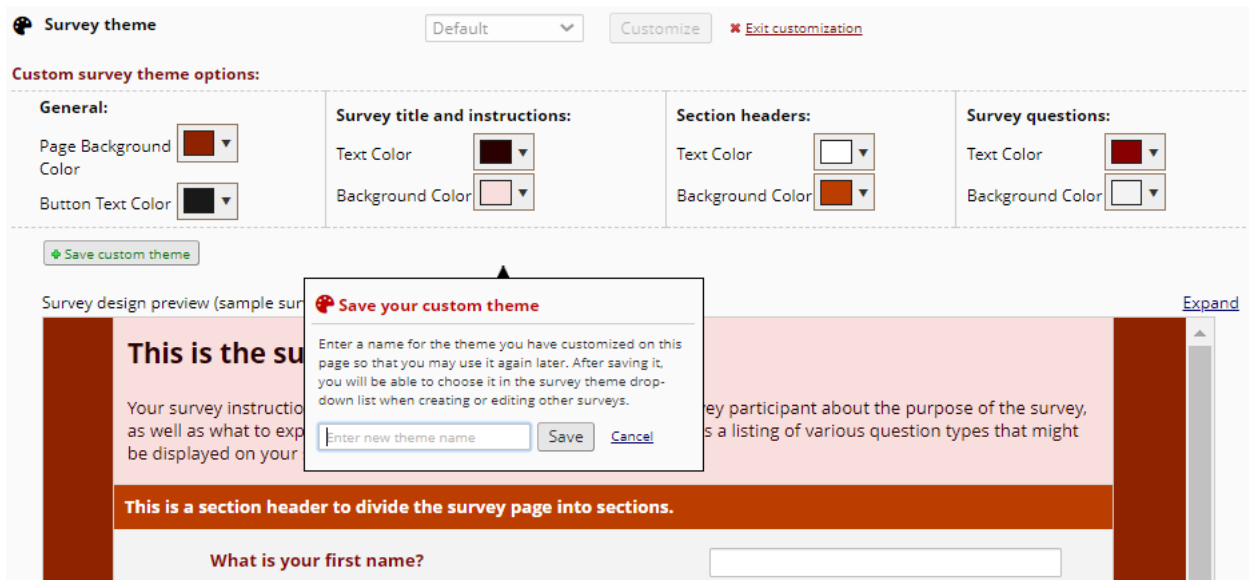 Survey theme
Default
Customize
Exit customization
Custom survey theme options:
General:
Page Background
Color
Button Text Color
Survey title and instructions:
Text Color
Background Color
Section headers:
Text Color
Background Color
Survey questions:
Text Color
Background Color
Save custom theme
Survey design preview (sample sur
Expand
Save your custom theme
Enter a name for the theme you have customized on this
page so that you may use it again later. After saving it,
you will be able to choose it in the survey theme drop-
down list when creating or editing other surveys.
Enter new theme name
Save
Cancel
This is the su
Your survey instructio
ey participant about the purpose of the survey,
as well as what to exp
s a listing of various question types that might
be displayed on your
This is a section header to divide the survey page into sections.
What is your first name?